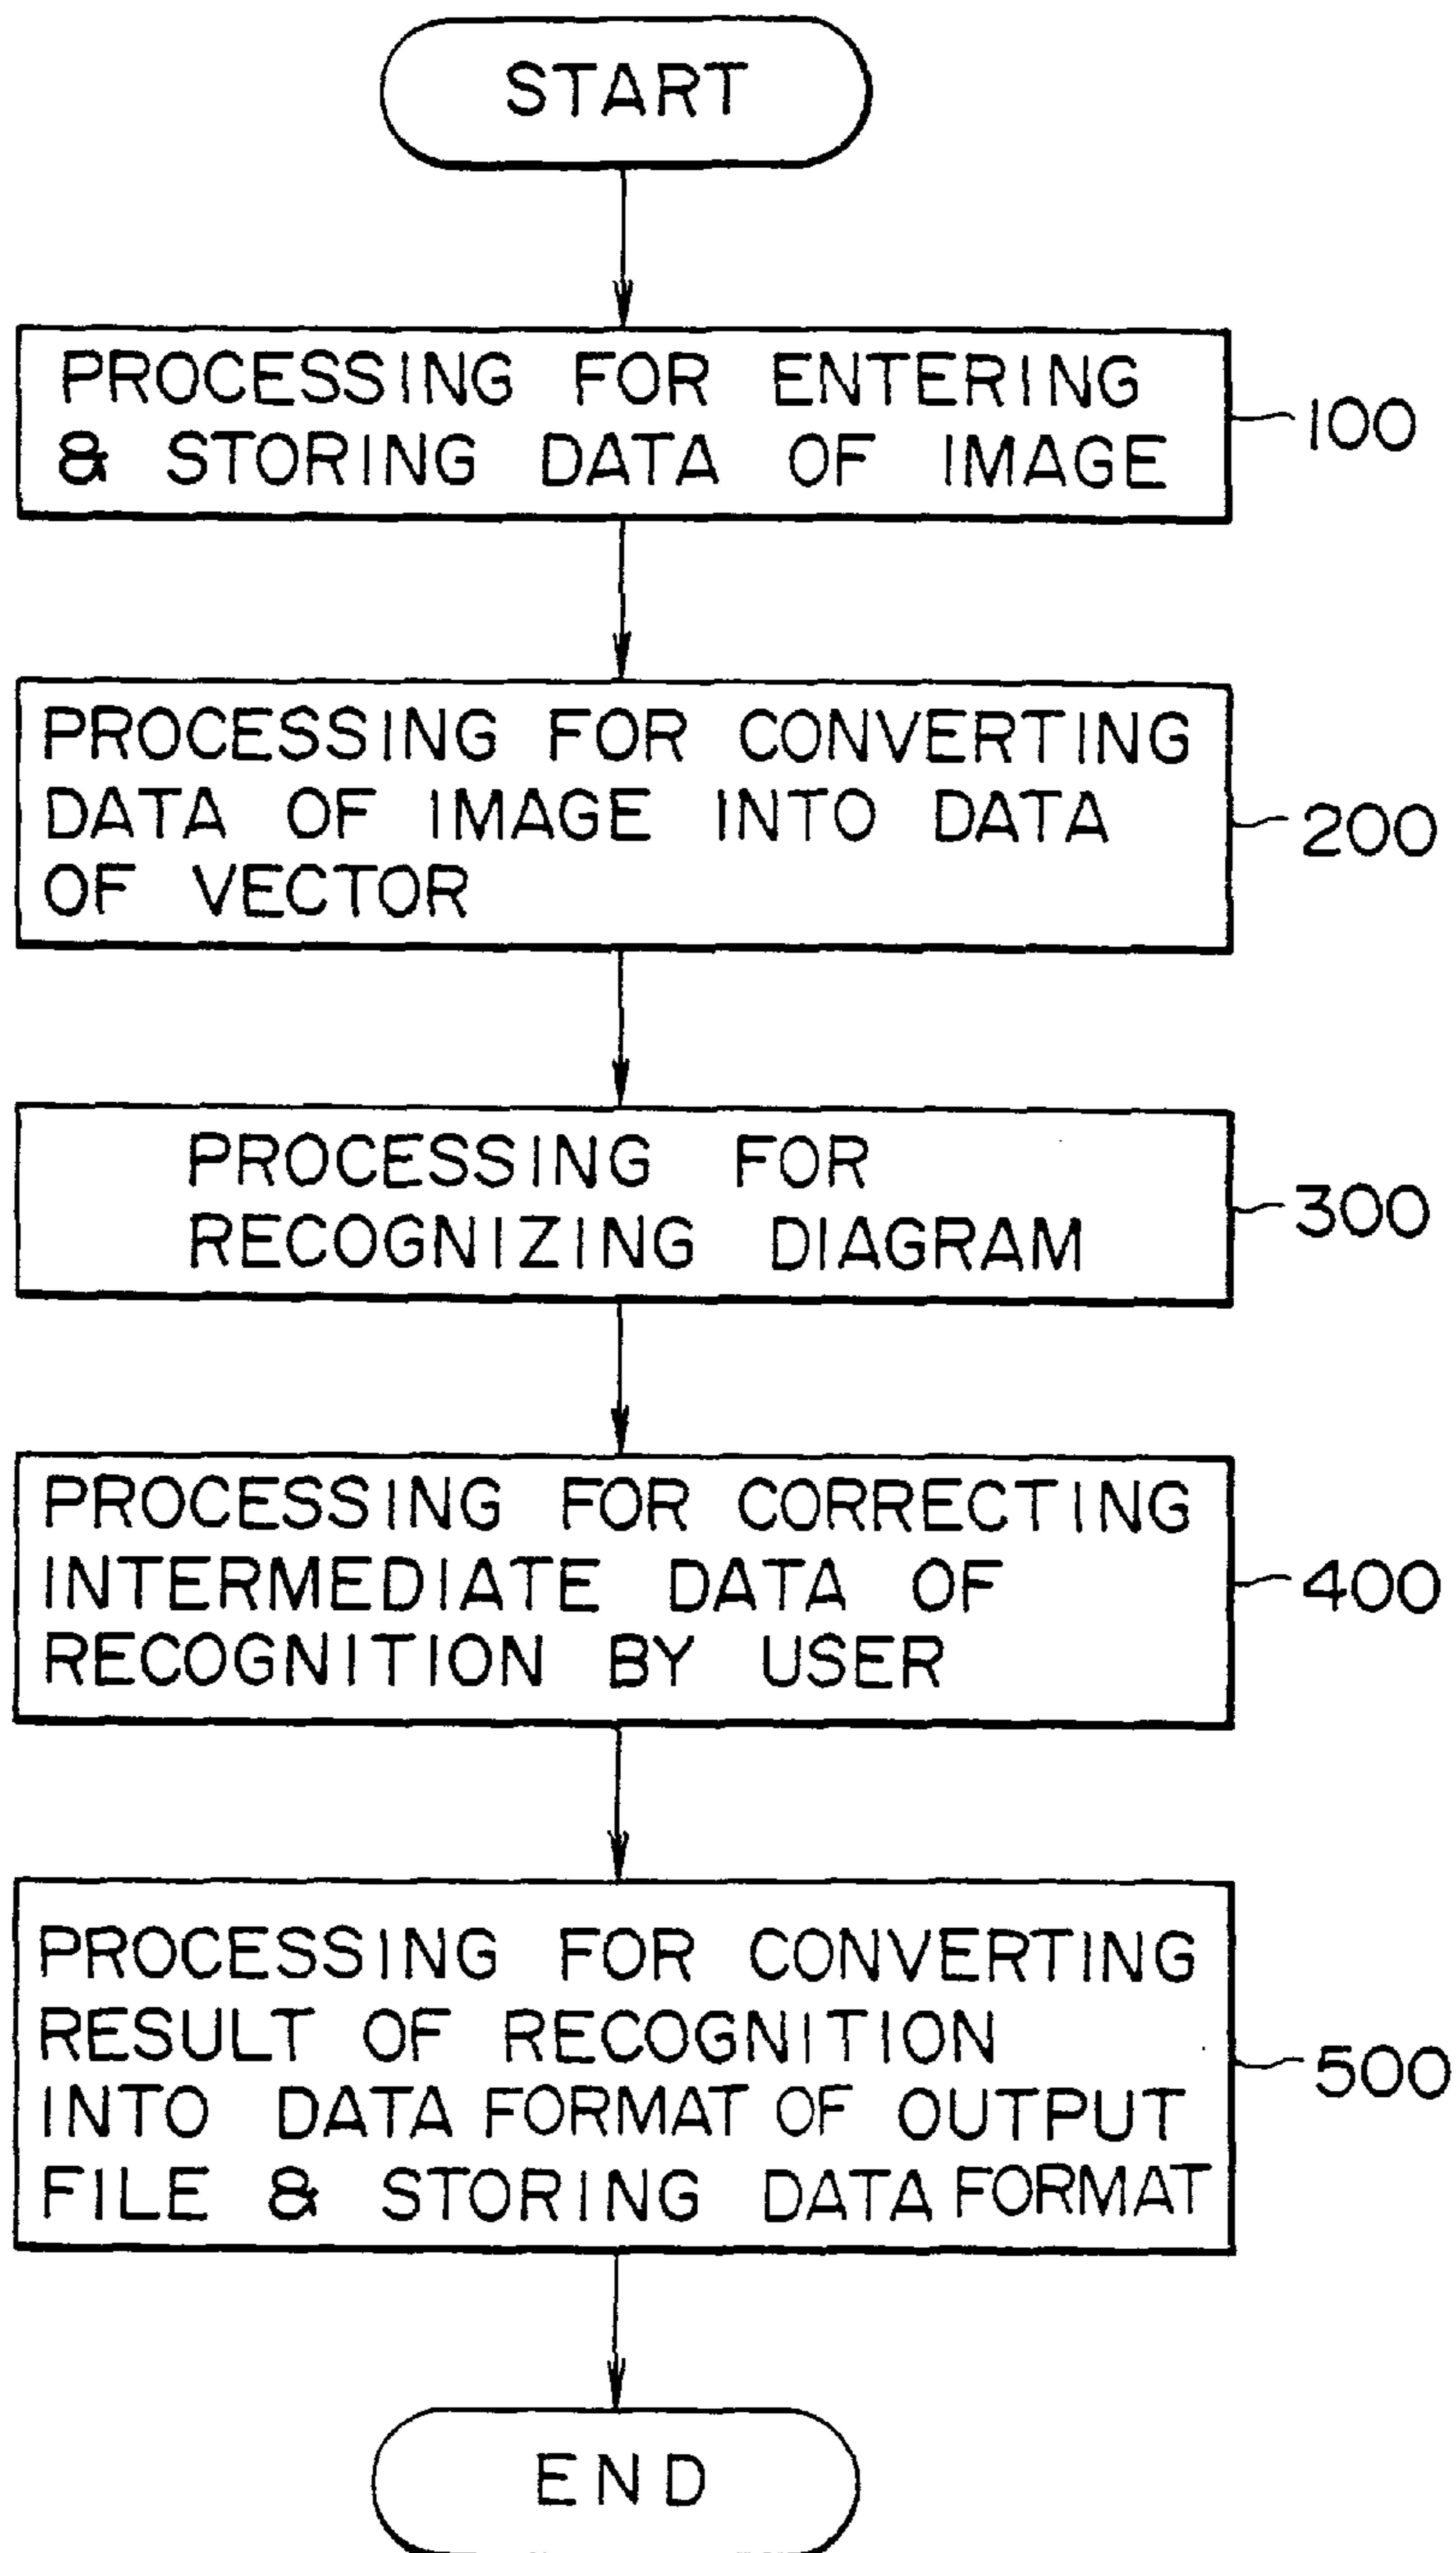 START
PROCESSING FOR ENTERING
& STORING DATA OF IMAGE
100
PROCESSING FOR CONVERTING
DATA OF IMAGE INTO DATA
OF VECTOR
200
PROCESSING FOR
RECOGNIZING DIAGRAM
300
PROCESSING FOR CORRECTING
INTERMEDIATE DATA OF
RECOGNITION BY USER
400
PROCESSING FOR CONVERTING
RESULT OF RECOGNITION
INTO DATA FORMAT OF OUTPUT
FILE & STORING DATA FORMAT
500
END